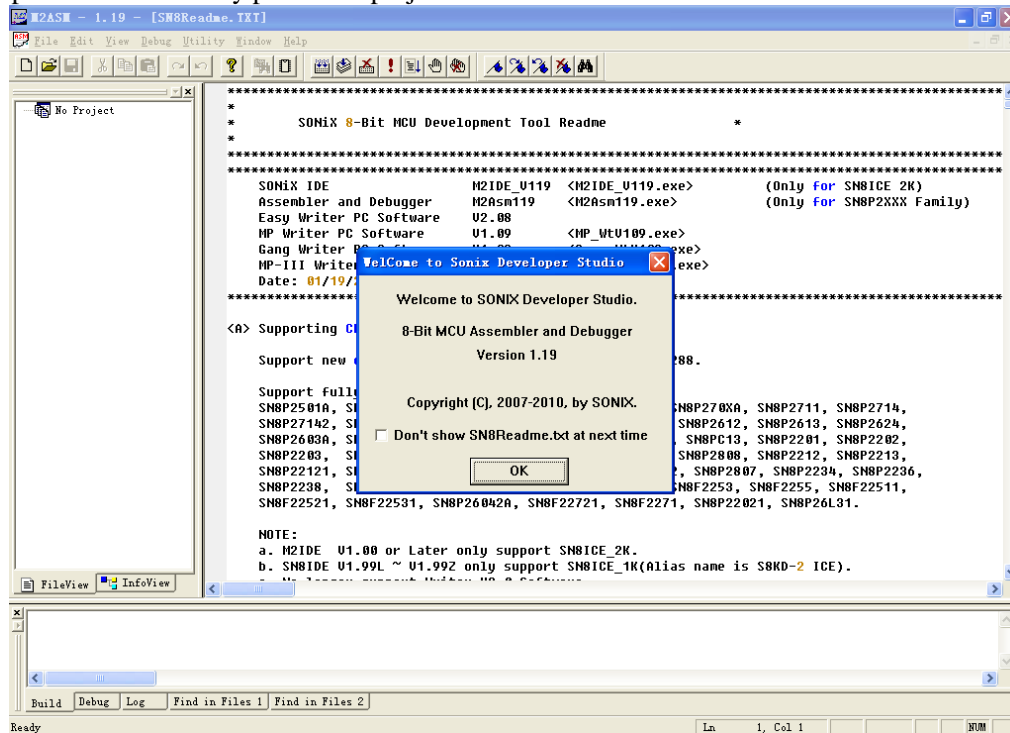 M2ASM - 1.19 - [SN8Readme.TXT]
File Edit View Debug Utility Window Help
No Project
****************************************************************************************************
*
* SONiX 8-Bit MCU Development Tool Readme *
*
****************************************************************************************************
****************************************************************************************************
SONiX IDE M2IDE_V119 <M2IDE_V119.exe> (Only for SN8ICE 2K)
Assembler and Debugger M2Asm119 <M2Asm119.exe> (Only for SN8P2XXX Family)
Easy Writer PC Software V2.08
MP Writer PC Software V1.09 <MP_WtV109.exe>
Gang Writer
MP-III Writer .exe>
Date: 01/19/
****************************************************************************************************
<A> Supporting
Support new 288.
Support fully
SN8P2501A, SN8P270XA, SN8P2711, SN8P2714,
SN8P27142, SN8P2612, SN8P2613, SN8P2624,
SN8P2603A, SN8PC13, SN8P2201, SN8P2202,
SN8P2203, SN8P2808, SN8P2212, SN8P2213,
SN8P22121, SN8P2807, SN8P2234, SN8P2236,
SN8P2238, SN8F2253, SN8F2255, SN8F22511,
SN8F22521, SN8F22531, SN8P26042A, SN8F22721, SN8F2271, SN8P22021, SN8P26L31.
NOTE:
a. M2IDE V1.00 or Later only support SN8ICE_2K.
b. SN8IDE V1.99L ~ V1.99Z only support SN8ICE_1K(Alias name is S8KD-2 ICE).
WelCome to Sonix Developer Studio
Welcome to SONIX Developer Studio.
8-Bit MCU Assembler and Debugger
Version 1.19
Copyright (C), 2007-2010, by SONIX.
Don't show SN8Readme.txt at next time
OK
FileView InfoView
Build Debug Log Find in Files 1 Find in Files 2
Ready Ln 1, Col 1 NUM